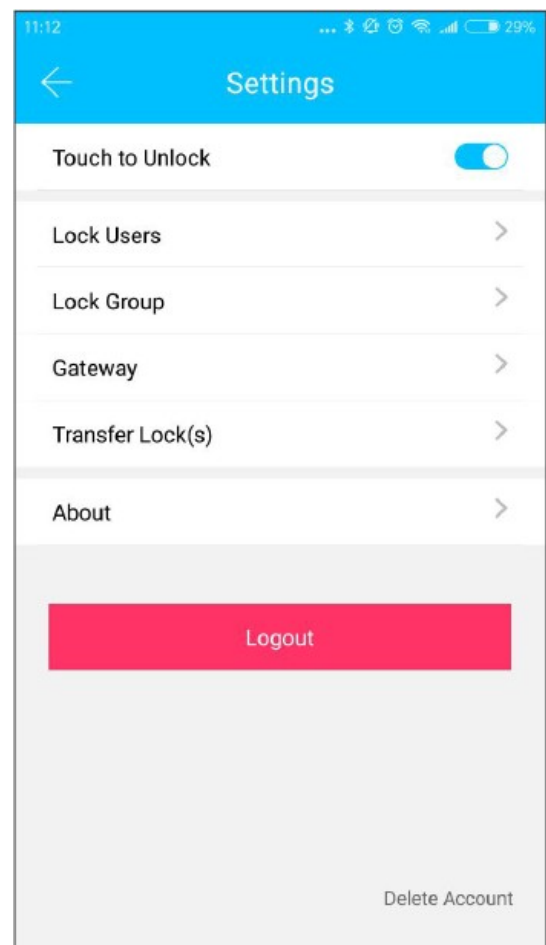 11:12 ... 29%
Settings
Touch to Unlock
Lock Users
Lock Group
Gateway
Transfer Lock(s)
About
Logout
Delete Account